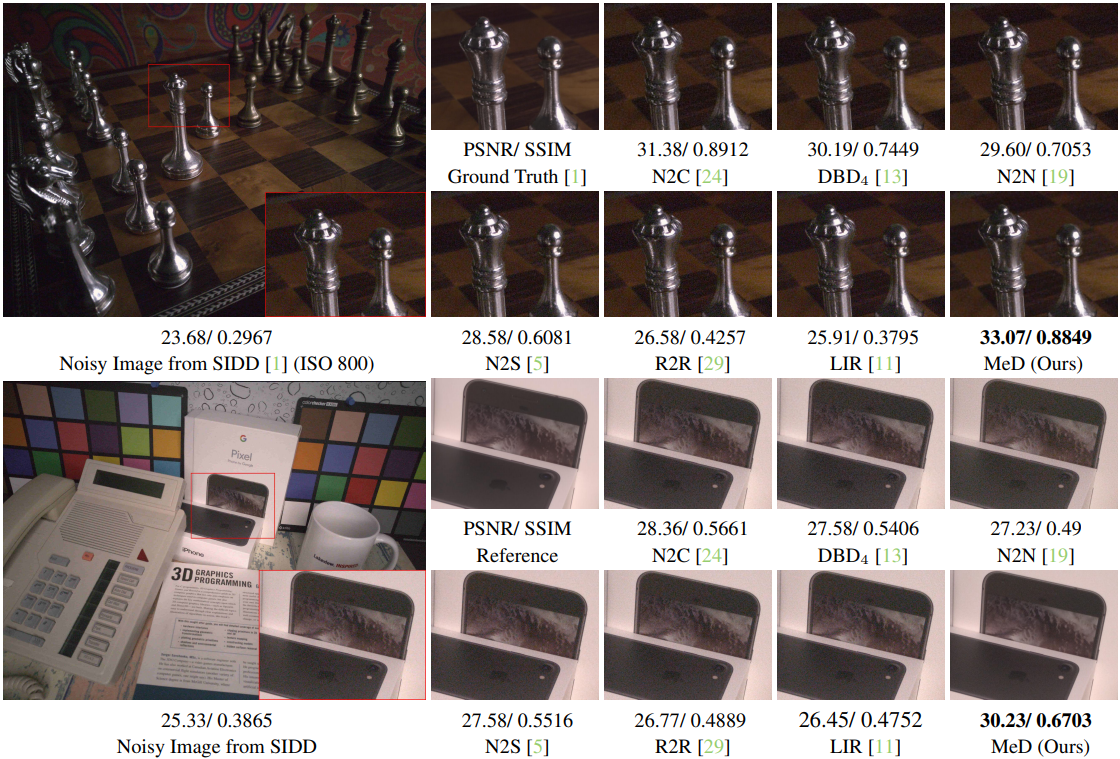 PSNR/ SSIM
Ground Truth [1]
31.38/ 0.8912
N2C [24]
30.19/ 0.7449
DBD₄ [13]
29.60/ 0.7053
N2N [19]
23.68/ 0.2967
Noisy Image from SIDD [1] (ISO 800)
28.58/ 0.6081
N2S [5]
26.58/ 0.4257
R2R [29]
25.91/ 0.3795
LIR [11]
33.07/ 0.8849
MeD (Ours)
G
Pixel
iPhone
3D GRAPHICS
PROGRAMMING
PSNR/ SSIM
Reference
28.36/ 0.5661
N2C [24]
27.58/ 0.5406
DBD₄ [13]
27.23/ 0.49
N2N [19]
25.33/ 0.3865
Noisy Image from SIDD
27.58/ 0.5516
N2S [5]
26.77/ 0.4889
R2R [29]
26.45/ 0.4752
LIR [11]
30.23/ 0.6703
MeD (Ours)